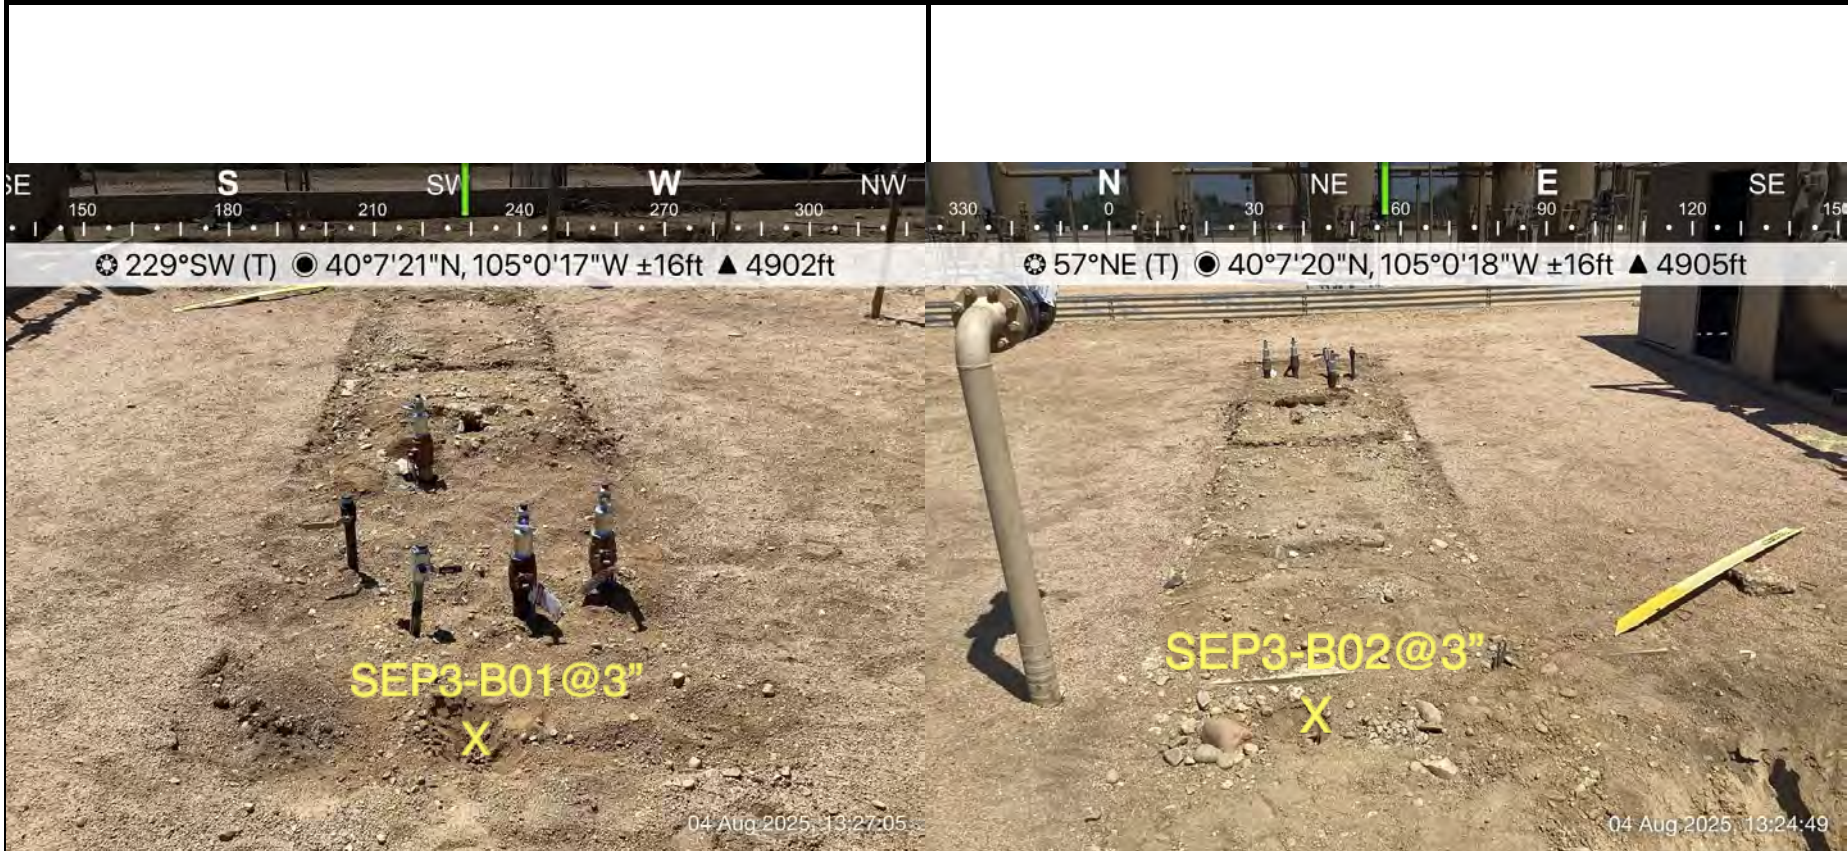 SE S SW W NW
150 180 210 240 270 300
229°SW (T) 40°7'21"N, 105°0'17"W ±16ft ▲ 4902ft
SEP3-B01@3”
X
04 Aug 2025, 13:27:05
N NE E SE
330 0 30 60 90 120 150
57°NE (T) 40°7'20"N, 105°0'18"W ±16ft ▲ 4905ft
SEP3-B02@3”
X
04 Aug 2025, 13:24:49